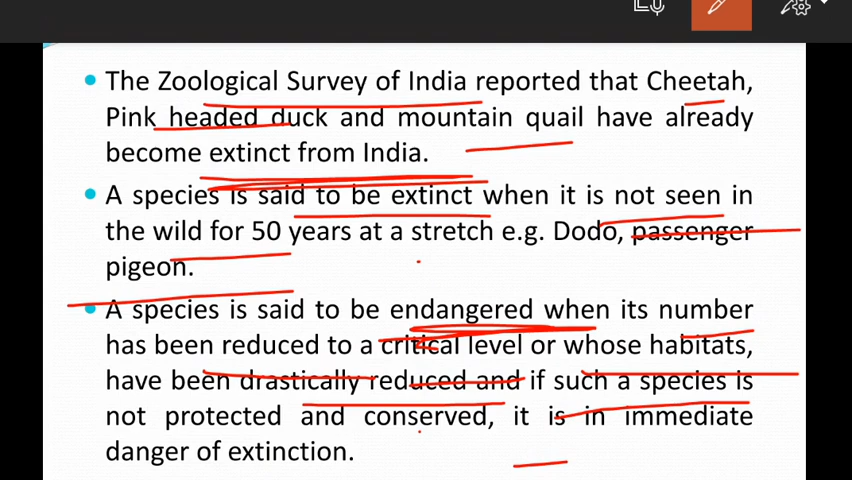 The Zoological Survey of India reported that Cheetah,
Pink headed duck and mountain quail have already
become extinct from India.
A species is said to be extinct when it is not seen in
the wild for 50 years at a stretch e.g. Dodo, passenger
pigeon.
A species is said to be endangered when its number
has been reduced to a critical level or whose habitats,
have been drastically reduced and if such a species is
not protected and conserved, it is in immediate
danger of extinction.